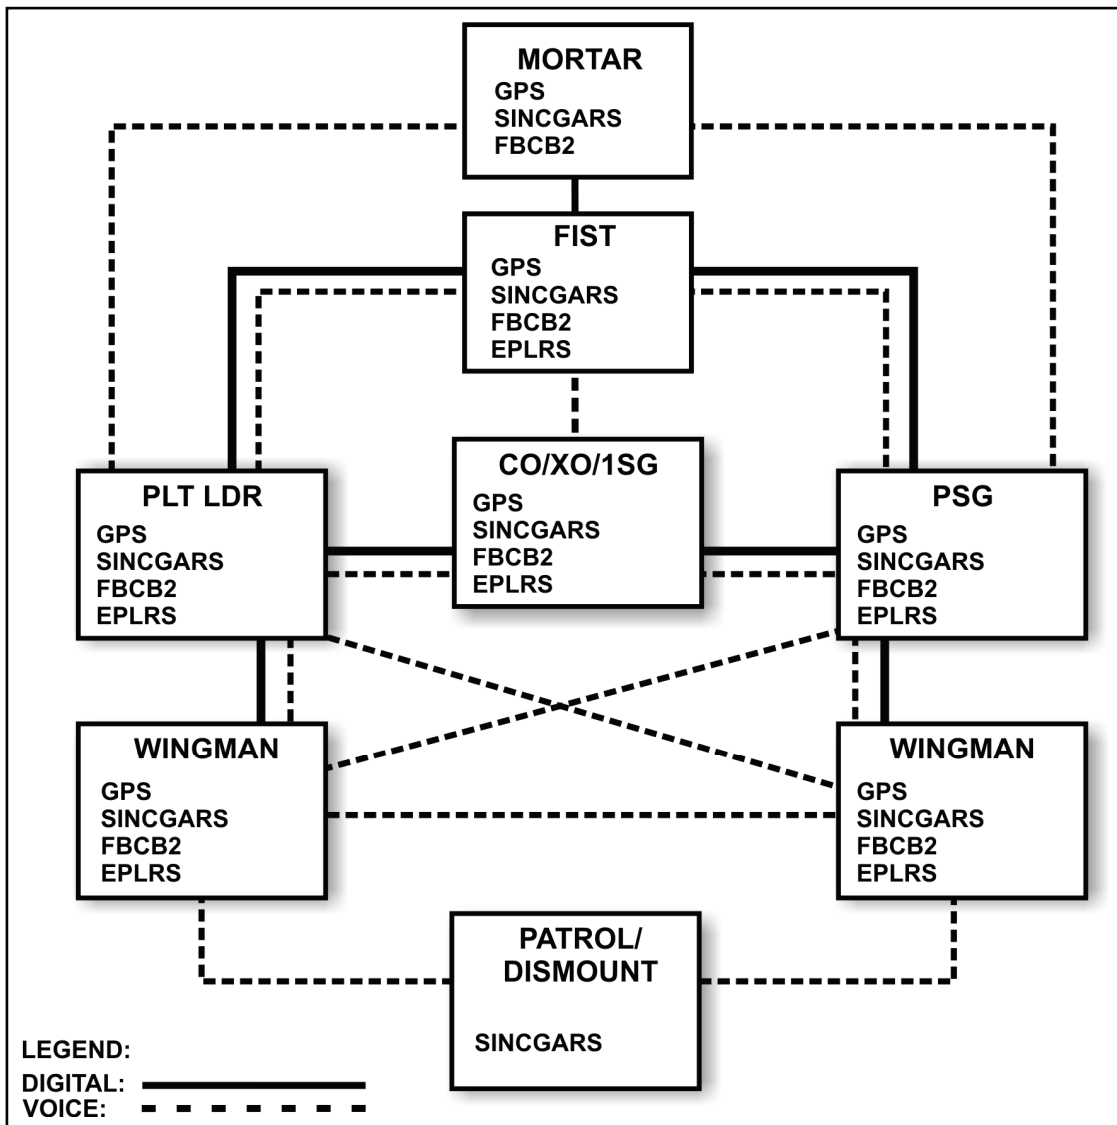 MORTAR
GPS
SINCGARS
FBCB2
FIST
GPS
SINCGARS
FBCB2
EPLRS
CO/XO/1SG
GPS
SINCGARS
FBCB2
EPLRS
PLT LDR
GPS
SINCGARS
FBCB2
EPLRS
PSG
GPS
SINCGARS
FBCB2
EPLRS
WINGMAN
GPS
SINCGARS
FBCB2
EPLRS
WINGMAN
GPS
SINCGARS
FBCB2
EPLRS
PATROL/
DISMOUNT
SINCGARS
LEGEND:
DIGITAL:
VOICE: